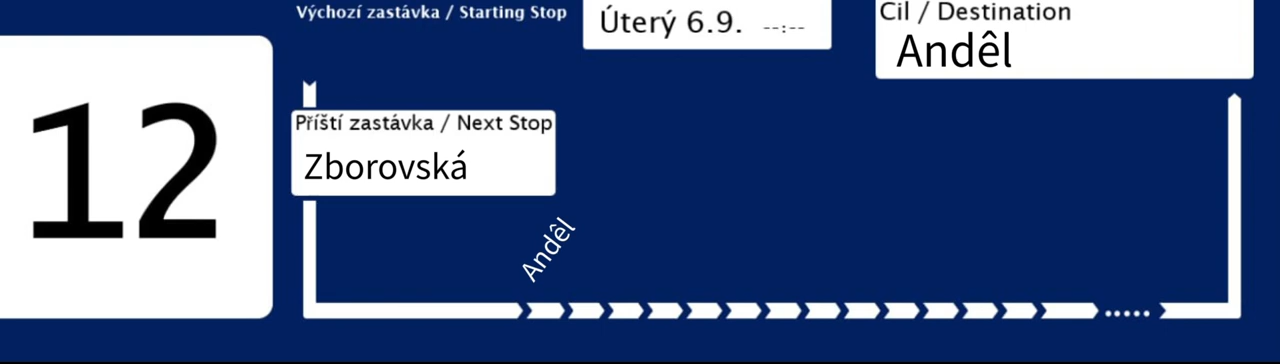 Výchozí zastávka / Starting Stop
Úterý 6.9. --:--
Cíl / Destination
Andêl
12
Příští zastávka / Next Stop
Zborovská
Andêl